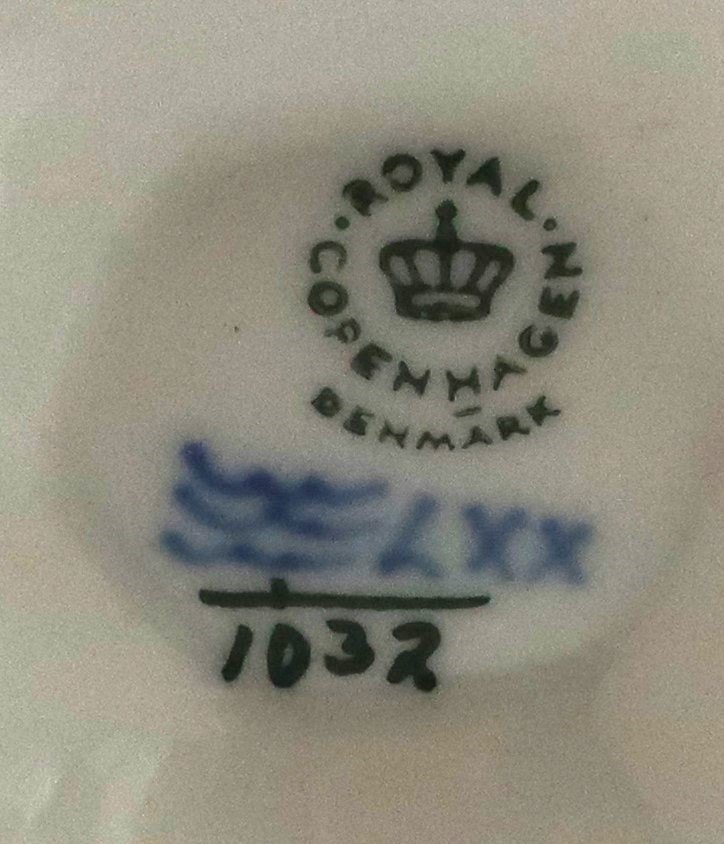 · ROYAL ·
COPENHAGEN
DENMARK
LXX
1032